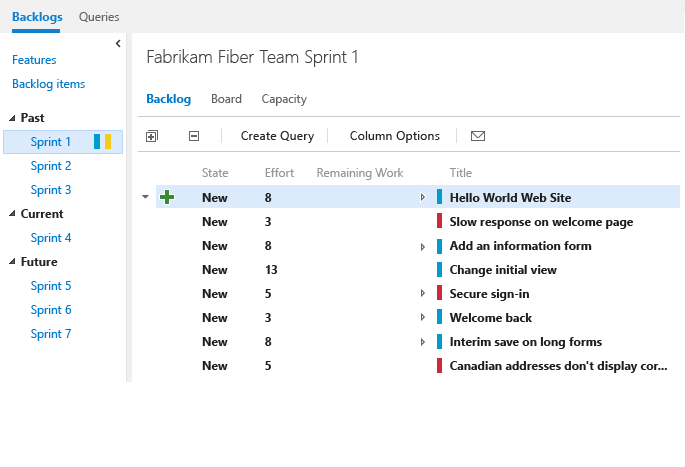 Backlogs Queries
Features
Backlog items
Past
Sprint 1
Sprint 2
Sprint 3
Current
Sprint 4
Future
Sprint 5
Sprint 6
Sprint 7
Fabrikam Fiber Team Sprint 1
Backlog Board Capacity
Create Query Column Options
State Effort Remaining Work Title
New 8 Hello World Web Site
New 3 Slow response on welcome page
New 8 Add an information form
New 13 Change initial view
New 5 Secure sign-in
New 3 Welcome back
New 8 Interim save on long forms
New 5 Canadian addresses don't display cor...